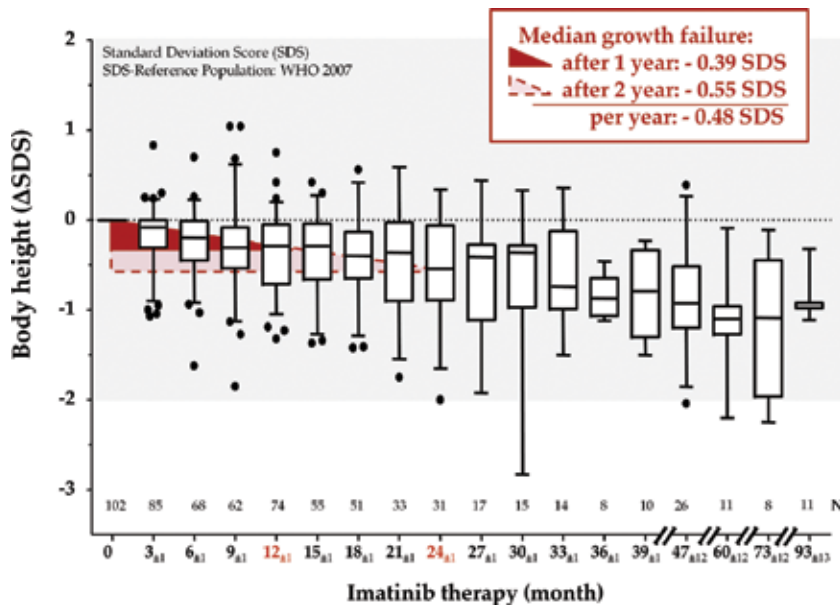 Median growth failure:
after 1 year: - 0.39 SDS
after 2 year: - 0.55 SDS
per year: - 0.48 SDS
Standard Deviation Score (SDS)
SDS-Reference Population: WHO 2007
Body height (ΔSDS)
2
1
0
-1
-2
-3
102 85 68 62 74 55 51 33 31 17 15 14 8 10 26 11 8 11 N
0 3±1 6±1 9±1 12±1 15±1 18±1 21±1 24±1 27±1 30±1 33±1 36±1 39±1 47±12 60±12 73±12 93±13
Imatinib therapy (month)